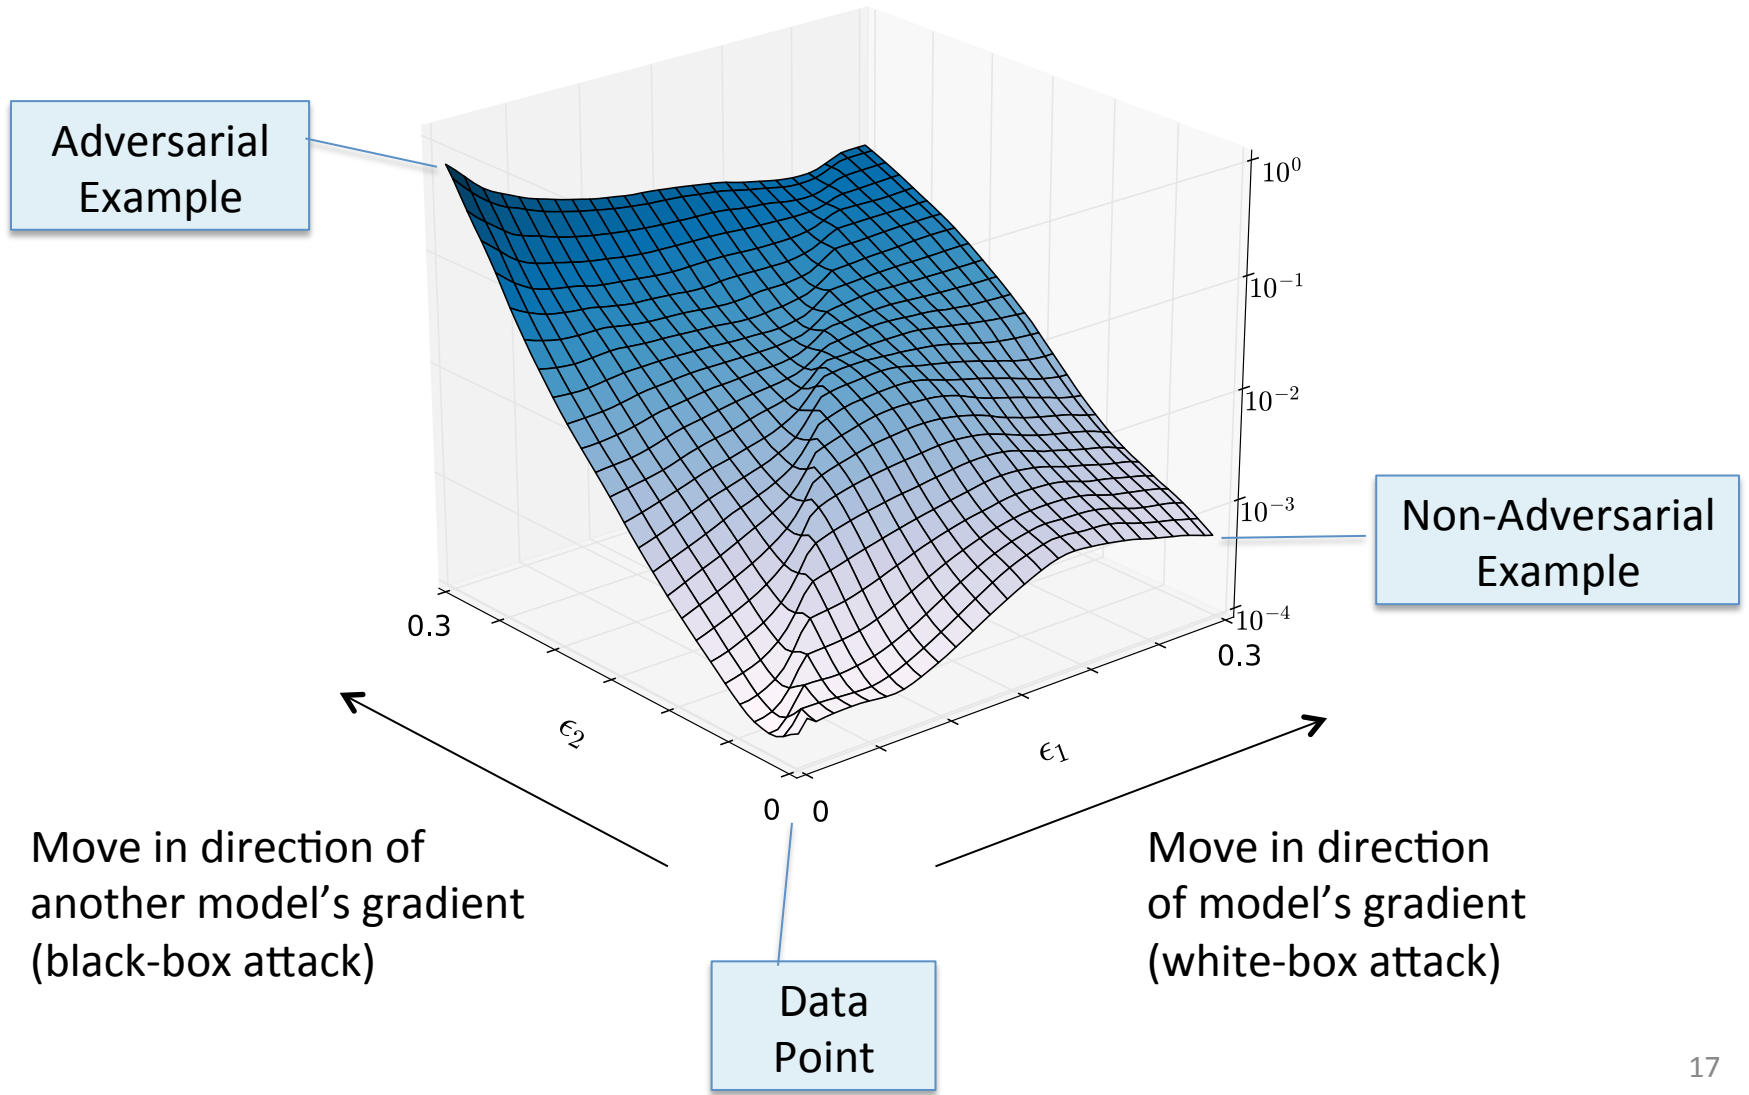 Adversarial
Example
10⁰
10⁻¹
10⁻²
10⁻³
10⁻⁴
Non-Adversarial
Example
0.3
0.3
ϵ₂
ϵ₁
0
0
Move in direction of
another model’s gradient
(black-box attack)
Move in direction
of model’s gradient
(white-box attack)
Data
Point
17